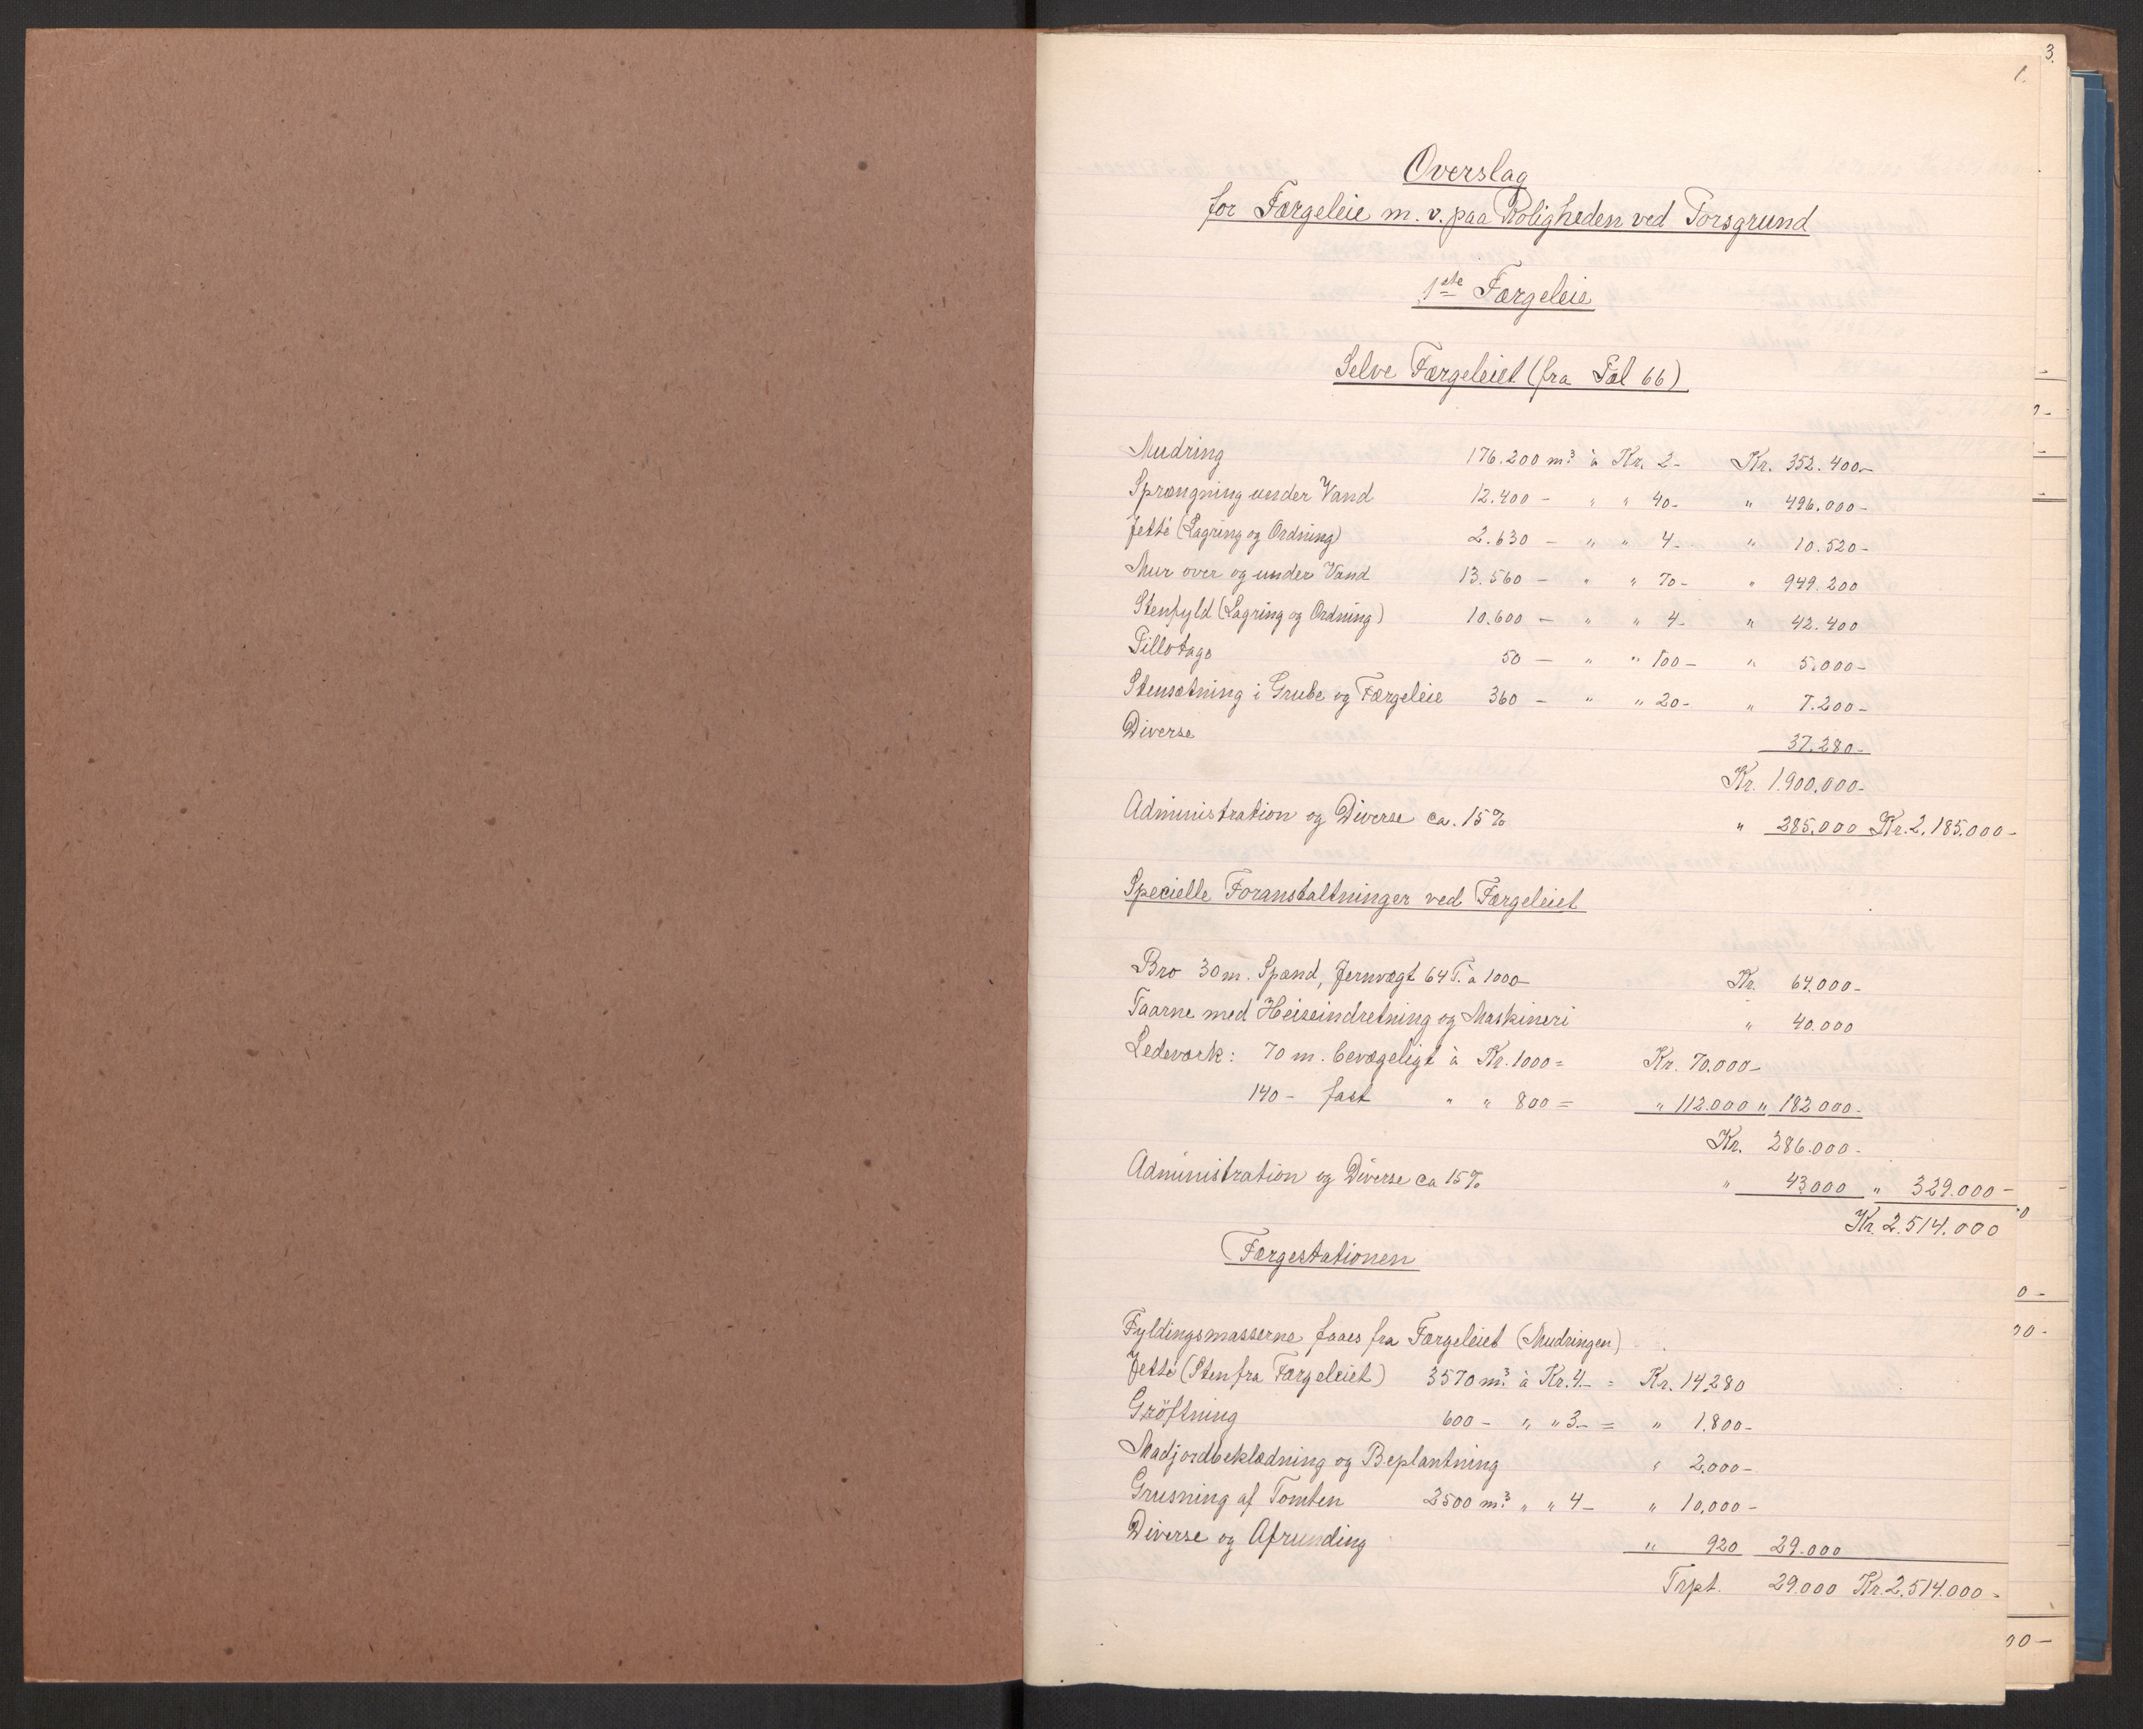 3.
1.
Overslag
for Færgeleie m. v. paa Roligheden ved Porsgrund
1ste Færgeleie
Selve Færgeleiet (fra Pæl 66)
Mudring 176.200 m³ à Kr. 2- Kr. 352.400-
Sprængning under Vand 12.400 - " " 40- " 496.000-
Jetté (Lagring og Ordning) 2.630 - " " 4- " 10.520-
Mur over og under Vand 13.560 - " " 70- " 949.200
Stenfyld (Lagring og Ordning) 10.600 - " " 4- " 42.400
Pillotage 50 - " " 100- " 5.000-
Stensætning i Grube og Færgeleie 360 - " " 20- " 7.200-
Diverse 37.280-
Kr. 1.900.000-
Administration og Diverse ca. 15% " 285.000 Kr. 2.185.000-
Specielle Foranstaltninger ved Færgeleiet
Bro 30 m. Spænd, Jernvægt 64 T. à 1000- Kr. 64.000-
Taarne med Heiseindretning og Maskineri " 40.000
Ledeværk: 70 m. bevægeligt à Kr. 1000 = Kr. 70.000-
140 - fast " " 800 = " 112.000 " 182.000-
Kr. 286.000-
Administration og Diverse ca 15% " 43.000 " 329.000-
Kr. 2.514.000
Færgestationen
Fyldingsmasserne faaes fra Færgeleiet (Mudringen)
Jetté (Sten fra Færgeleiet) 3570 m³ à Kr. 4- = Kr. 14.280
Gröftning 600 - " " 3- = " 1.800-
Madjordbeklædning og Beplantning " 2.000-
Grusning af Tomten 2500 m³ " " 4- " 10.000-
Diverse og Afrunding " 920 29.000
Trpt. 29.000 Kr. 2.514.000-